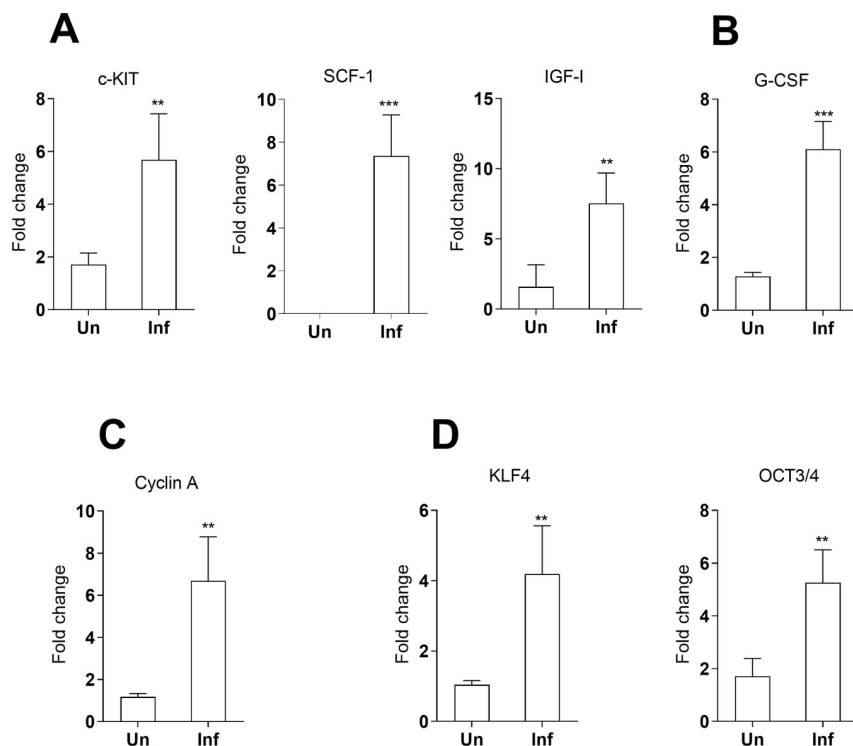 A
B
c-KIT
SCF-1
IGF-I
G-CSF
Fold change
8
6
4
2
0
**
Un
Inf
Fold change
10
8
6
4
2
0
***
Un
Inf
Fold change
15
10
5
0
**
Un
Inf
Fold change
8
6
4
2
0
***
Un
Inf
C
D
Cyclin A
KLF4
OCT3/4
Fold change
10
8
6
4
2
0
**
Un
Inf
Fold change
6
4
2
0
**
Un
Inf
Fold change
8
6
4
2
0
**
Un
Inf